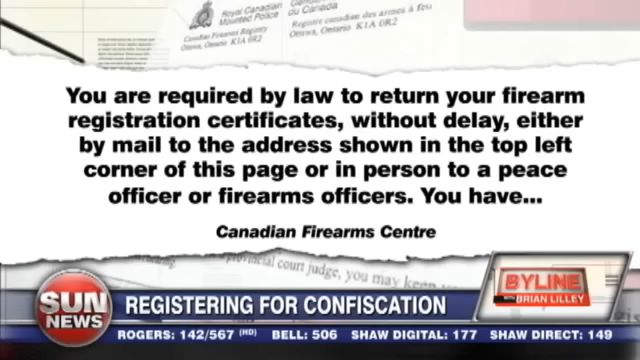 Royal Canadian
Mounted Police
Canadian Firearms Registry
Ottawa, Ontario K1A 0R2
du Canada
Registre canadien des armes à
Ottawa, Ontario K1A 0R2
You are required by law to return your firearm
registration certificates, without delay, either
by mail to the address shown in the top left
corner of this page or in person to a peace
officer or firearms officers. You have...
Canadian Firearms Centre
provincial court judge, you may keep
SUN
NEWS
REGISTERING FOR CONFISCATION
BYLINE
WITH BRIAN LILLEY
ROGERS: 142/567 (HD) BELL: 506 SHAW DIGITAL: 177 SHAW DIRECT: 149